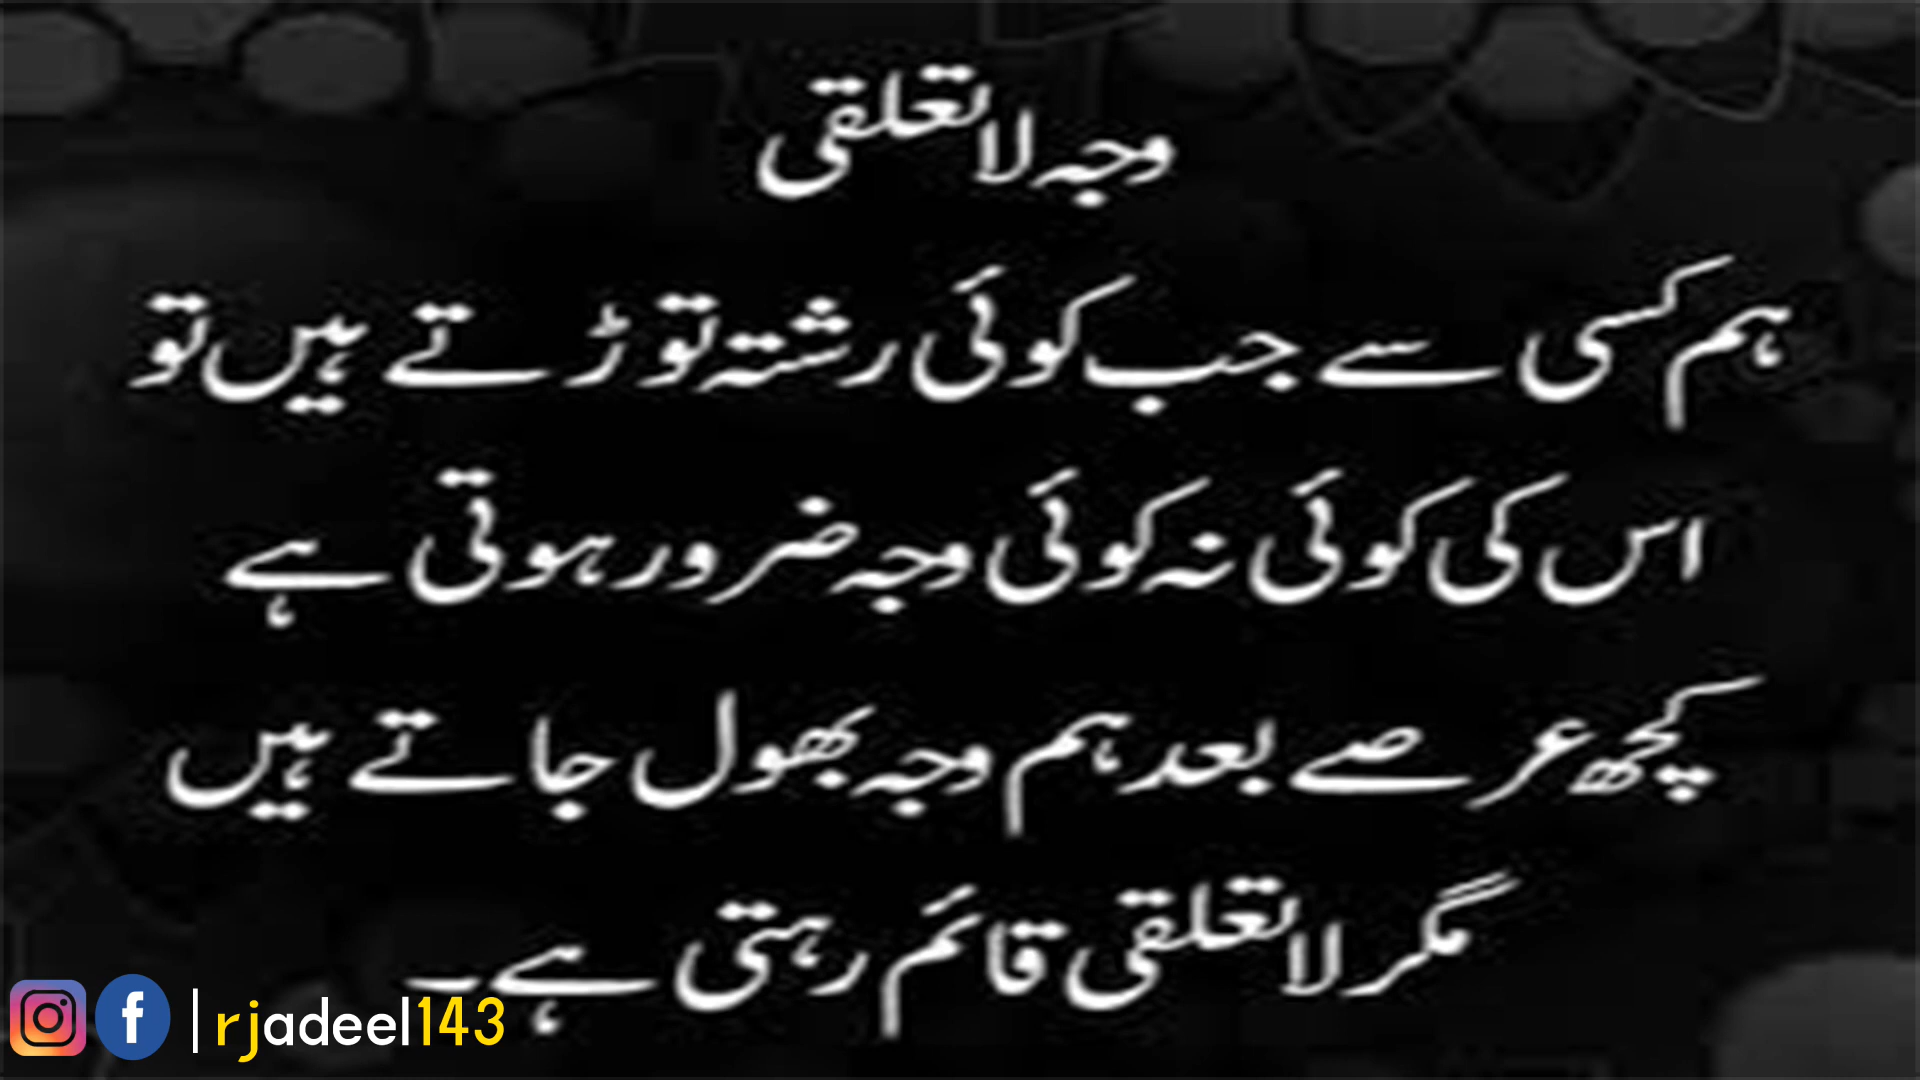 وجہ لاتعلقی
ہم کسی سے جب کوئی رشتہ توڑتے ہیں تو
اس کی کوئی نہ کوئی وجہ ضرور ہوتی ہے
کچھ عرصے بعد ہم وجہ بھول جاتے ہیں
مگر لاتعلقی قائم رہتی ہے۔
| rjadeel143